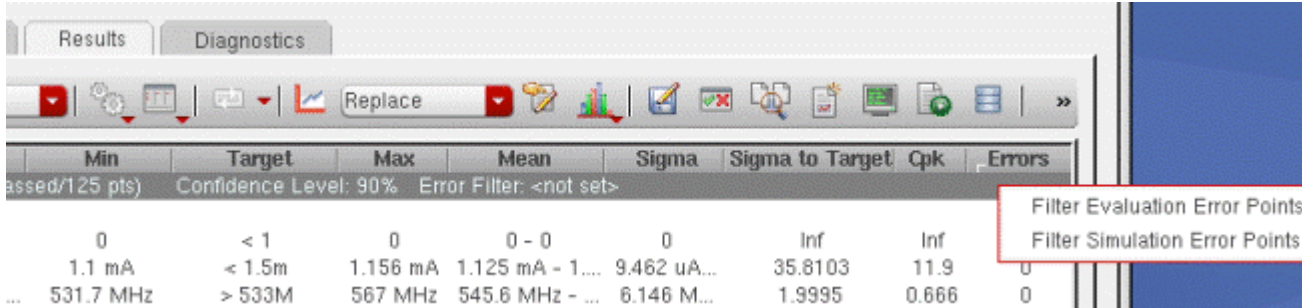 Results Diagnostics
Replace »
Min Target Max Mean Sigma Sigma to Target Cpk Errors
assed/125 pts) Confidence Level: 90% Error Filter: <not set>
Filter Evaluation Error Points
0 < 1 0 0 - 0 0 Inf Inf
Filter Simulation Error Points
1.1 mA < 1.5m 1.156 mA 1.125 mA - 1.... 9.462 uA... 35.8103 11.9 0
... 531.7 MHz > 533M 567 MHz 545.6 MHz - ... 6.146 M... 1.9995 0.666 0